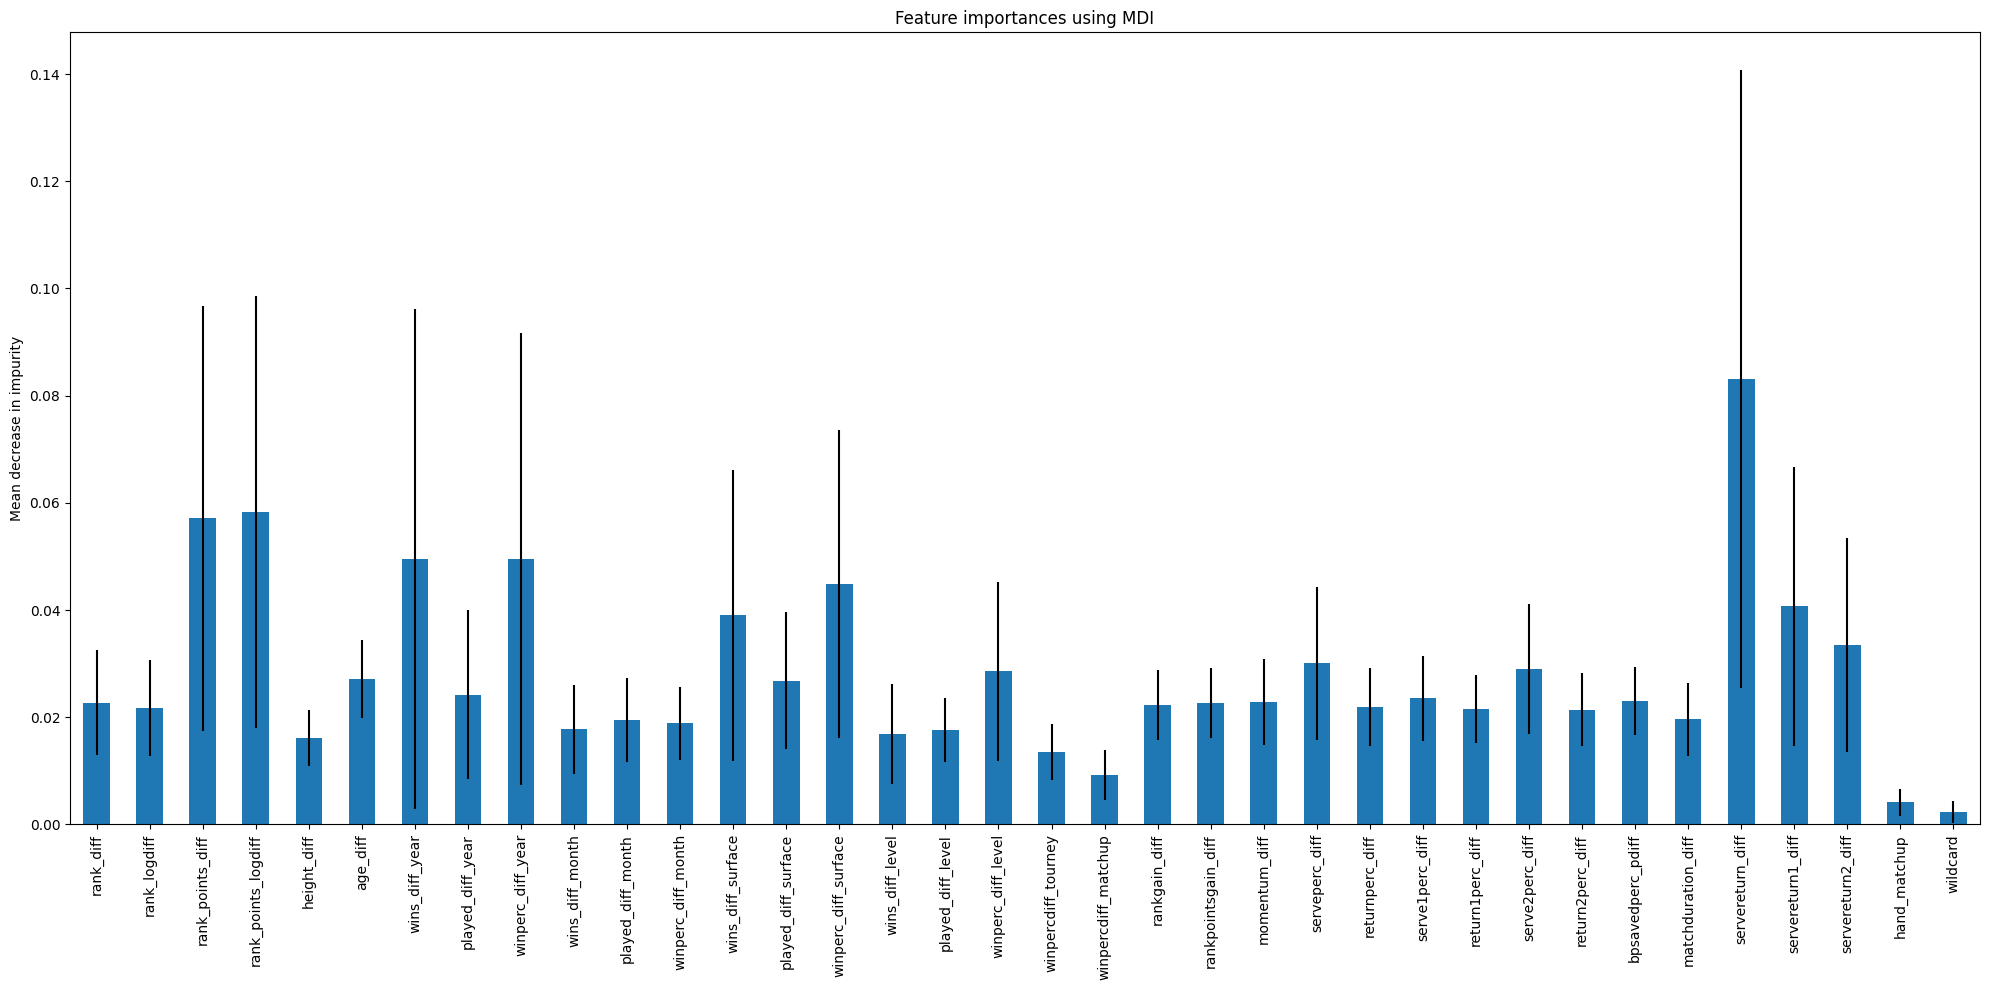 Feature importances using MDI
Mean decrease in impurity
0.14
0.12
0.10
0.08
0.06
0.04
0.02
0.00
rank_diff
rank_logdiff
rank_points_diff
rank_points_logdiff
height_diff
age_diff
wins_diff_year
played_diff_year
winperc_diff_year
wins_diff_month
played_diff_month
winperc_diff_month
wins_diff_surface
played_diff_surface
winperc_diff_surface
wins_diff_level
played_diff_level
winperc_diff_level
winpercdiff_tourney
winpercdiff_matchup
rankgain_diff
rankpointsgain_diff
momentum_diff
serveperc_diff
returnperc_diff
serve1perc_diff
return1perc_diff
serve2perc_diff
return2perc_diff
bpsavedperc_pdiff
matchduration_diff
servereturn_diff
servereturn1_diff
servereturn2_diff
hand_matchup
wildcard